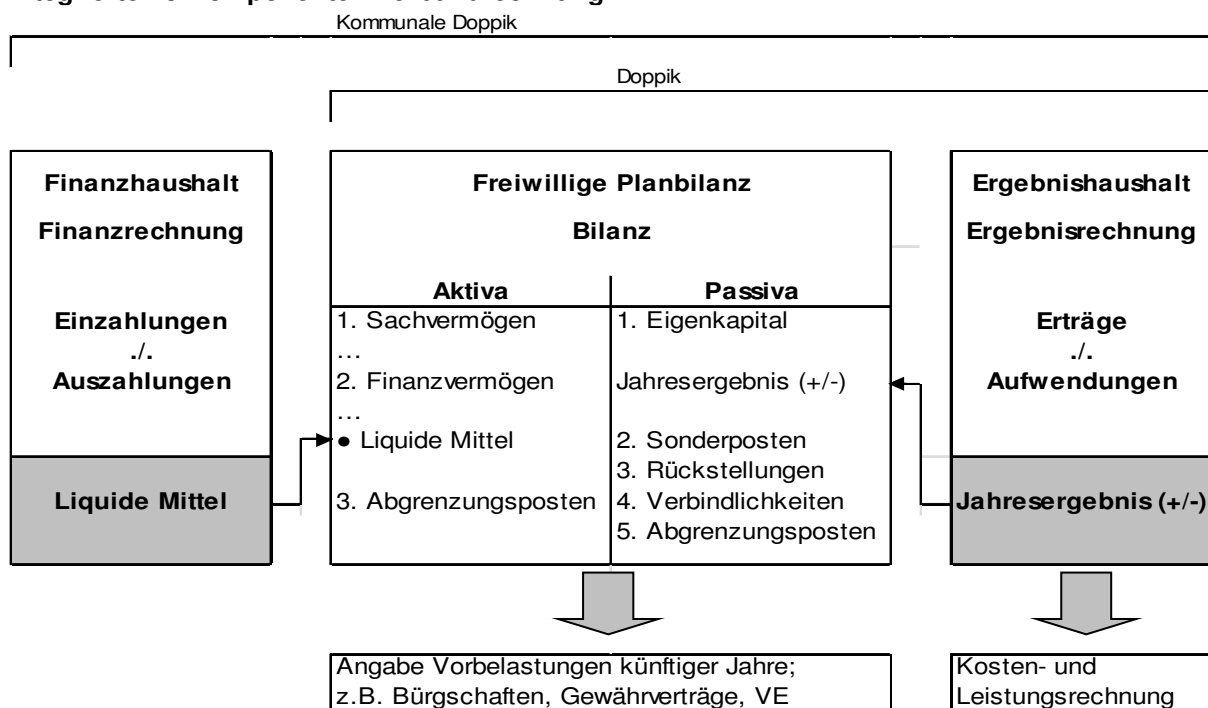 Kommunale Doppik
Doppik
Finanzhaushalt
Finanzrechnung
Einzahlungen
./.
Auszahlungen
Liquide Mittel
Freiwillige Planbilanz
Bilanz
Aktiva
1. Sachvermögen
...
2. Finanzvermögen
...
● Liquide Mittel
3. Abgrenzungsposten
Passiva
1. Eigenkapital
Jahresergebnis (+/-)
2. Sonderposten
3. Rückstellungen
4. Verbindlichkeiten
5. Abgrenzungsposten
Ergebnishaushalt
Ergebnisrechnung
Erträge
./.
Aufwendungen
Jahresergebnis (+/-)
Angabe Vorbelastungen künftiger Jahre;
z.B. Bürgschaften, Gewährverträge, VE
Kosten- und
Leistungsrechnung